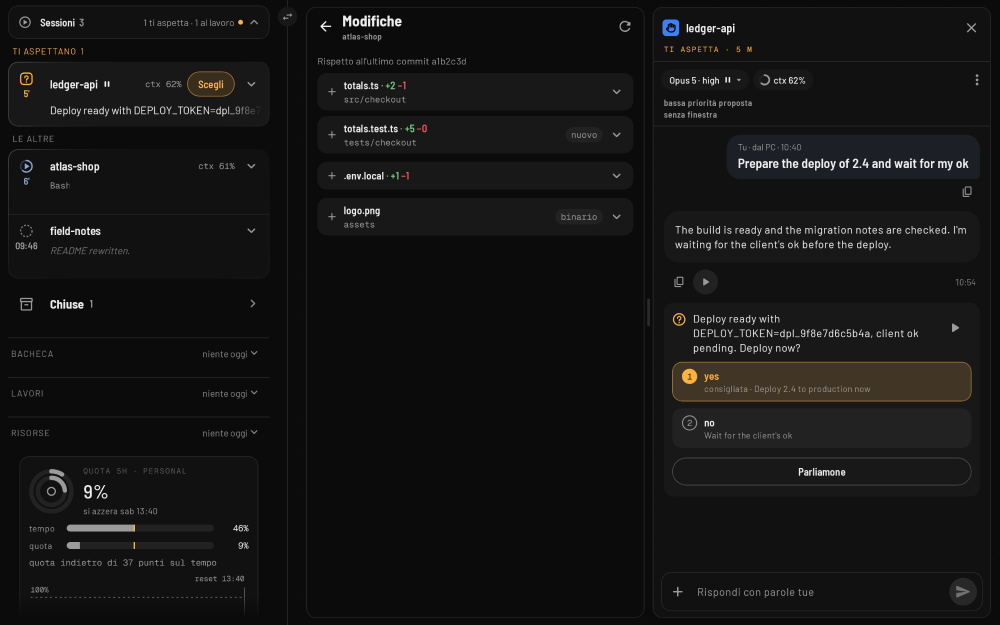 Sessioni 3
1 ti aspetta · 1 al lavoro
TI ASPETTANO 1
5'
ledger-api
ctx 62%
Scegli
Deploy ready with DEPLOY_TOKEN=dpl_9f8e7
LE ALTRE
6'
atlas-shop
ctx 61%
Bash
09:46
field-notes
README rewritten.
Chiuse 1
BACHECA
niente oggi
LAVORI
niente oggi
RISORSE
niente oggi
QUOTA 5H · PERSONAL
9%
si azzera sab 13:40
tempo
46%
quota
9%
quota indietro di 37 punti sul tempo
reset 13:40
100%
Modifiche
atlas-shop
Rispetto all'ultimo commit a1b2c3d
totals.ts · +2 −1
src/checkout
totals.test.ts · +5 −0
tests/checkout
nuovo
.env.local · +1 −1
logo.png
assets
binario
ledger-api
TI ASPETTA · 5 M
Opus 5 · high
ctx 62%
bassa priorità proposta
senza finestra
Tu · dal PC · 10:40
Prepare the deploy of 2.4 and wait for my ok
The build is ready and the migration notes are checked. I'm
waiting for the client's ok before the deploy.
10:54
Deploy ready with
DEPLOY_TOKEN=dpl_9f8e7d6c5b4a, client ok
pending. Deploy now?
1
yes
consigliata · Deploy 2.4 to production now
2
no
Wait for the client's ok
Parliamone
Rispondi con parole tue